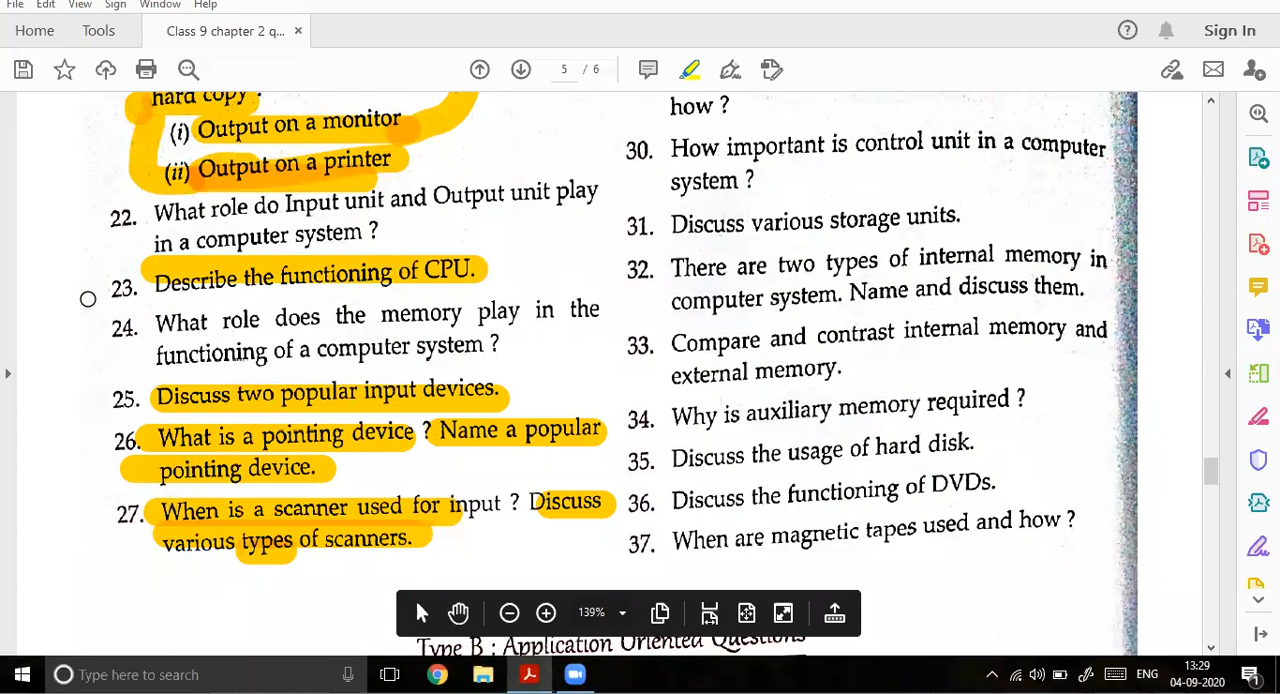 File Edit View Sign Window Help
Home Tools Class 9 chapter 2 q... × Sign In
5 / 6
hard copy ?
(i) Output on a monitor
(ii) Output on a printer
22. What role do Input unit and Output unit play
in a computer system ?
23. Describe the functioning of CPU.
24. What role does the memory play in the
functioning of a computer system ?
25. Discuss two popular input devices.
26. What is a pointing device ? Name a popular
pointing device.
27. When is a scanner used for input ? Discuss
various types of scanners.
how ?
30. How important is control unit in a computer
system ?
31. Discuss various storage units.
32. There are two types of internal memory in
computer system. Name and discuss them.
33. Compare and contrast internal memory and
external memory.
34. Why is auxiliary memory required ?
35. Discuss the usage of hard disk.
36. Discuss the functioning of DVDs.
37. When are magnetic tapes used and how ?
139%
Type B : Application Oriented Questions
Type here to search
ENG
13:29
04-09-2020
1